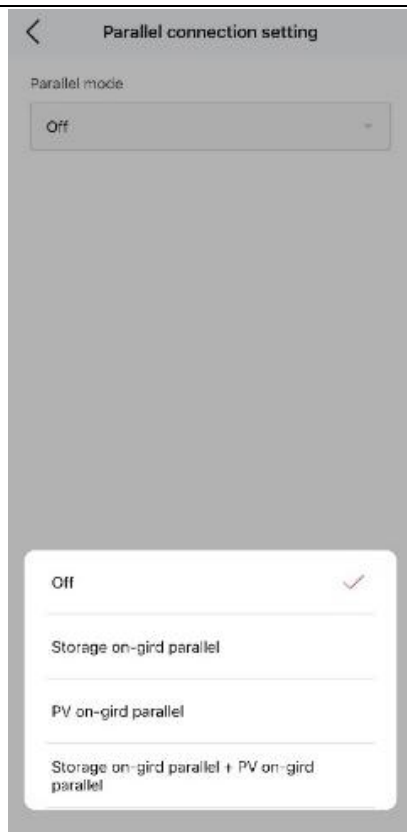 Parallel connection setting
Parallel mode
Off
Off
Storage on-gird parallel
PV on-gird parallel
Storage on-gird parallel + PV on-gird
parallel